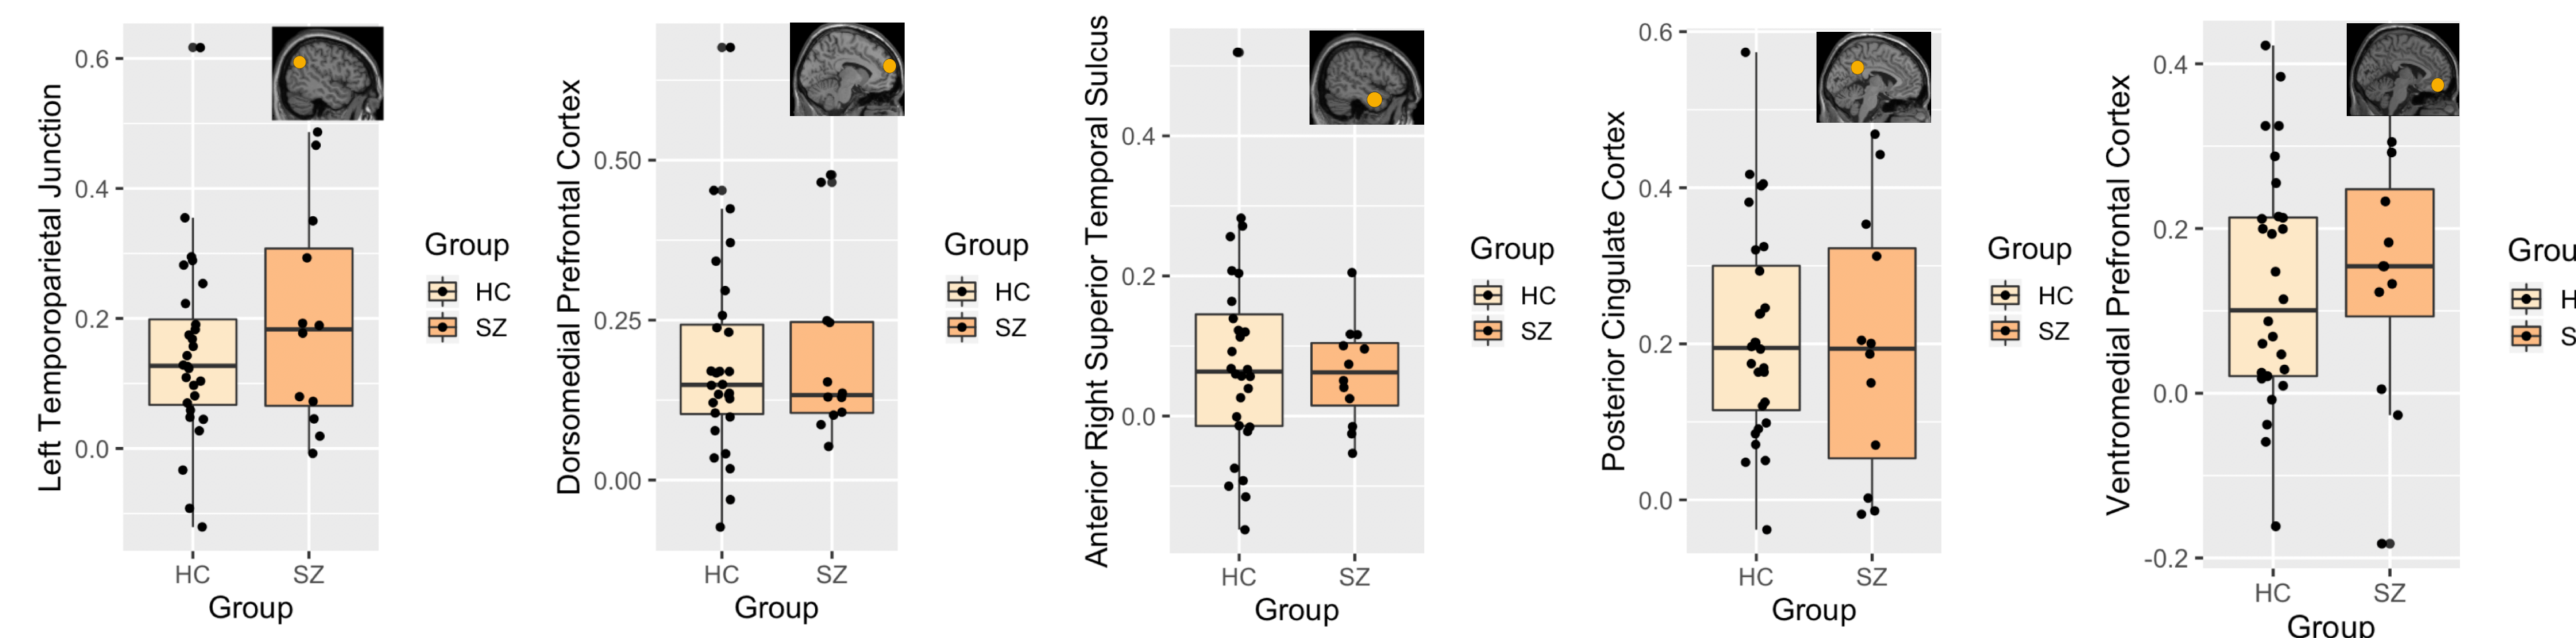 Left Temporoparietal Junction
0.6
0.4
0.2
0.0
HC SZ
Group
Group
HC
SZ
Dorsomedial Prefrontal Cortex
0.50
0.25
0.00
HC SZ
Group
Group
HC
SZ
Anterior Right Superior Temporal Sulcus
0.4
0.2
0.0
HC SZ
Group
Group
HC
SZ
Posterior Cingulate Cortex
0.6
0.4
0.2
0.0
HC SZ
Group
Group
HC
SZ
Ventromedial Prefrontal Cortex
0.4
0.2
0.0
-0.2
HC SZ
Group
Grou
H
S